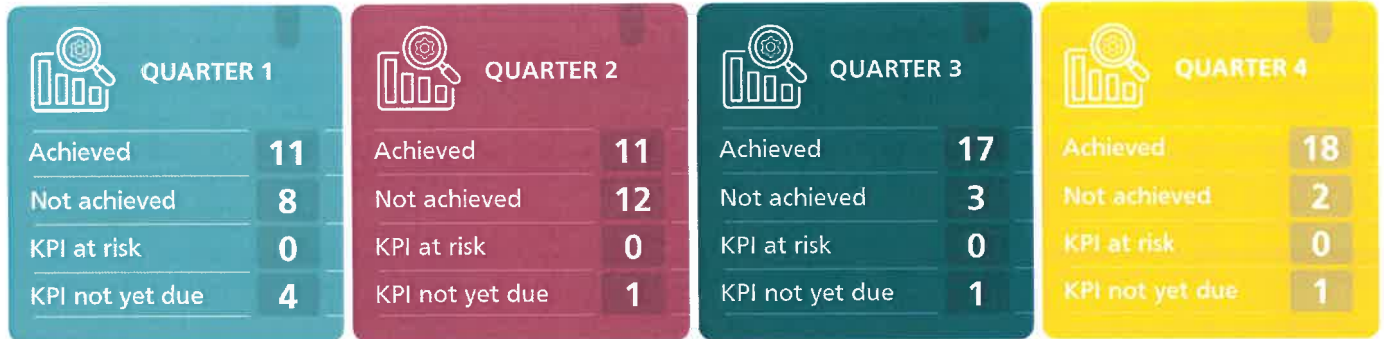 QUARTER 1
Achieved 11
Not achieved 8
KPI at risk 0
KPI not yet due 4
QUARTER 2
Achieved 11
Not achieved 12
KPI at risk 0
KPI not yet due 1
QUARTER 3
Achieved 17
Not achieved 3
KPI at risk 0
KPI not yet due 1
QUARTER 4
Achieved 18
Not achieved 2
KPI at risk 0
KPI not yet due 1